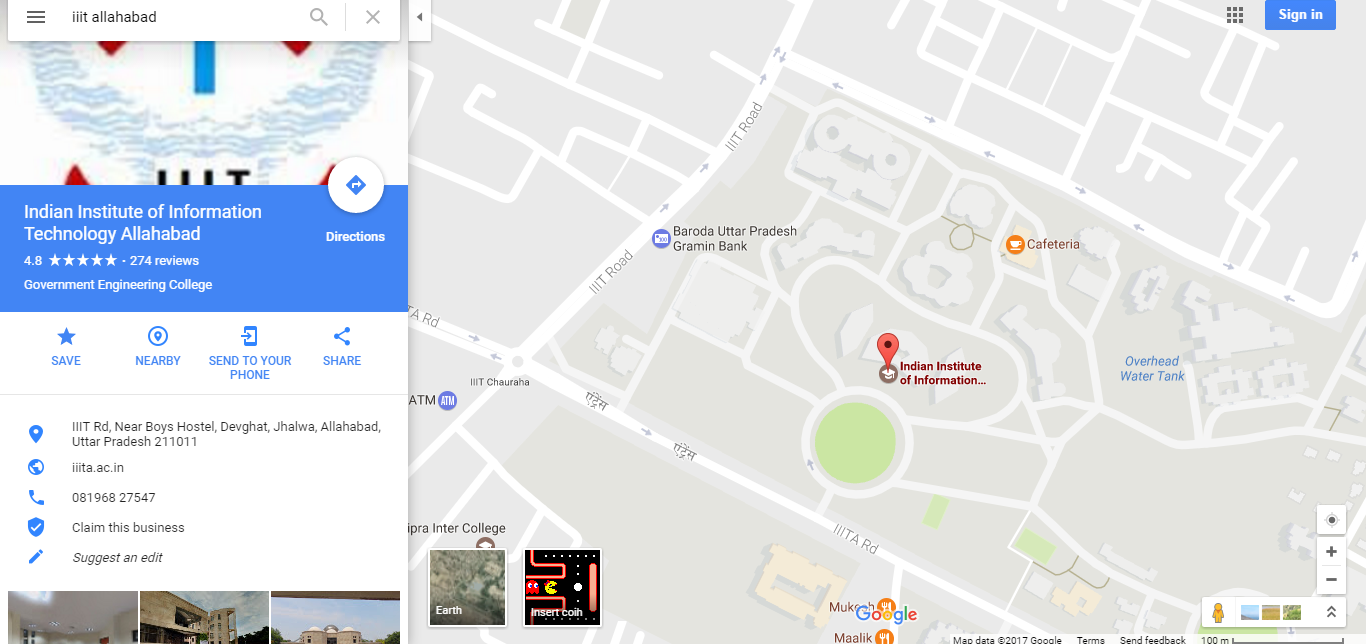 iiit allahabad
Sign in
IIIT
Indian Institute of Information
Technology Allahabad
4.8 ★★★★★ · 274 reviews
Government Engineering College
Directions
SAVE
NEARBY
SEND TO YOUR
PHONE
SHARE
IIIT Rd, Near Boys Hostel, Devghat, Jhalwa, Allahabad,
Uttar Pradesh 211011
iiita.ac.in
081968 27547
Claim this business
Suggest an edit
IIIT Road
Baroda Uttar Pradesh
Gramin Bank
Cafeteria
IIIT Road
ITA Rd
IIIT Chauraha
Indian Institute
of Information...
Overhead
Water Tank
ATM
ATM
ipra Inter College
IIITA Rd
Earth
Insert coin
Mukesh
Google
Maalik
Map data ©2017 Google
Terms
Send feedback
100 m